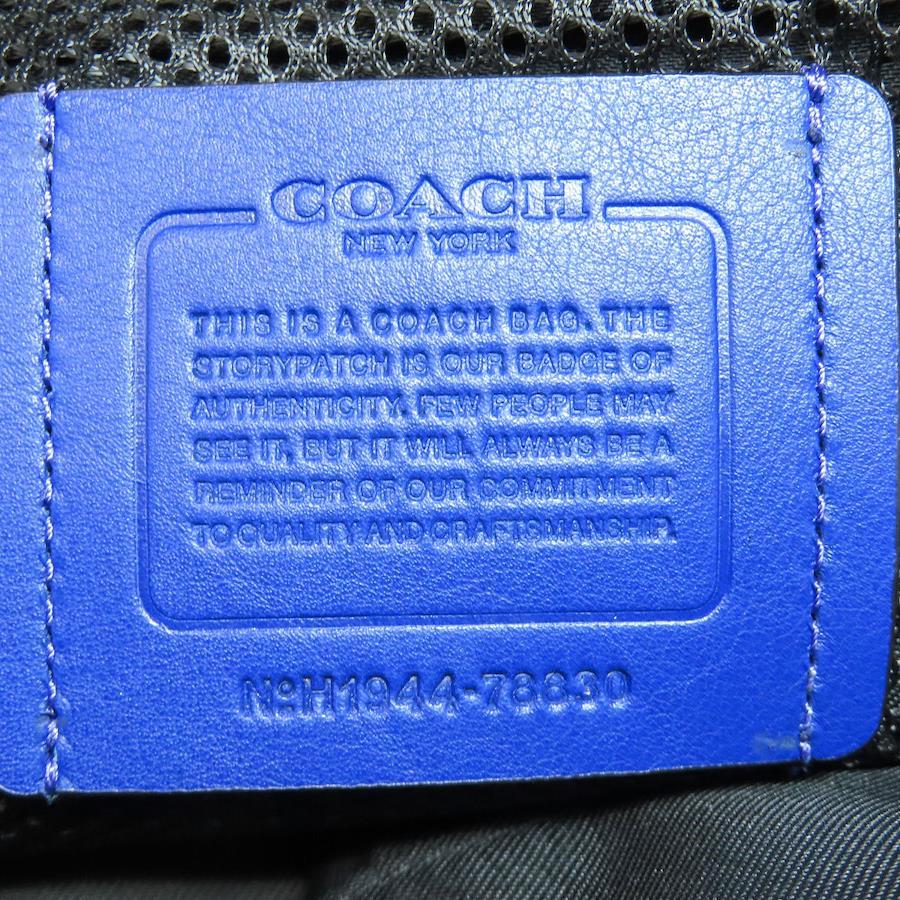 COACH
NEW YORK
THIS IS A COACH BAG. THE
STORYPATCH IS OUR BADGE OF
AUTHENTICITY. FEW PEOPLE MAY
SEE IT, BUT IT WILL ALWAYS BE A
REMINDER OF OUR COMMITMENT
TO QUALITY AND CRAFTSMANSHIP.
NºH1944-78830